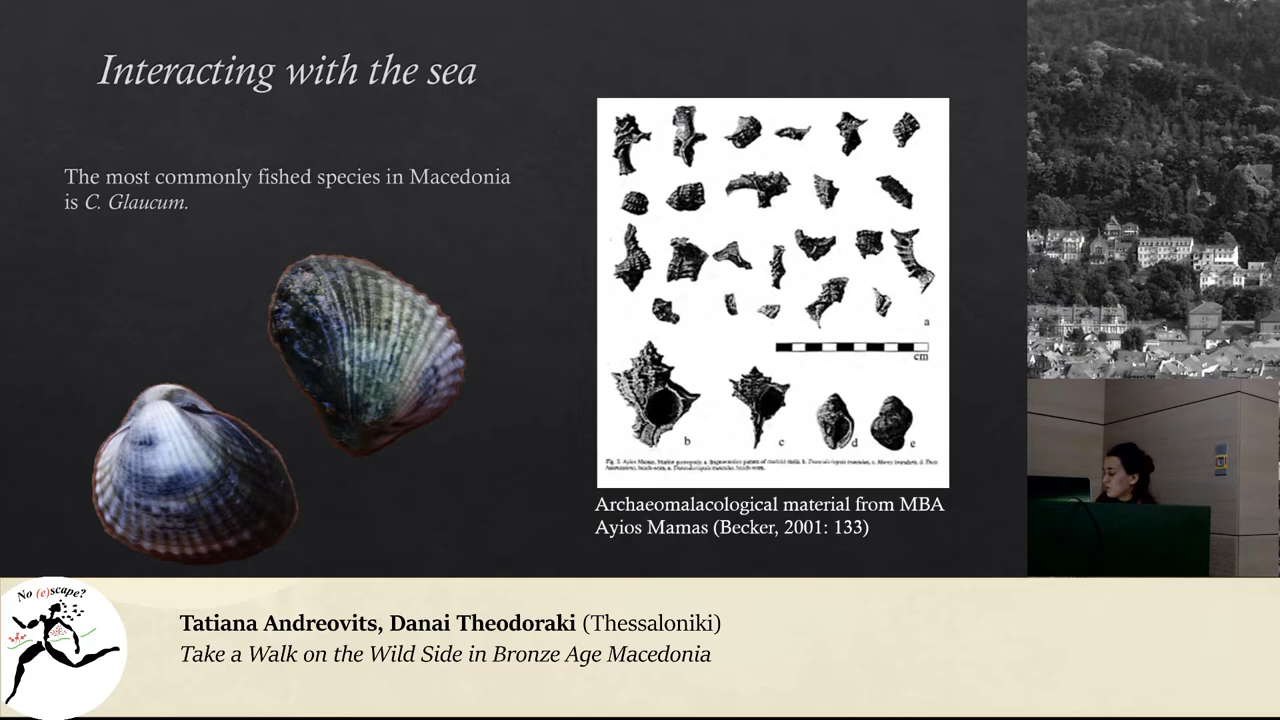 Interacting with the sea
The most commonly fished species in Macedonia
is C. Glaucum.
a
cm
b
c
d
e
Archaeomalacological material from MBA
Ayios Mamas (Becker, 2001: 133)
No (e)scape?
Tatiana Andreovits, Danai Theodoraki (Thessaloniki)
Take a Walk on the Wild Side in Bronze Age Macedonia